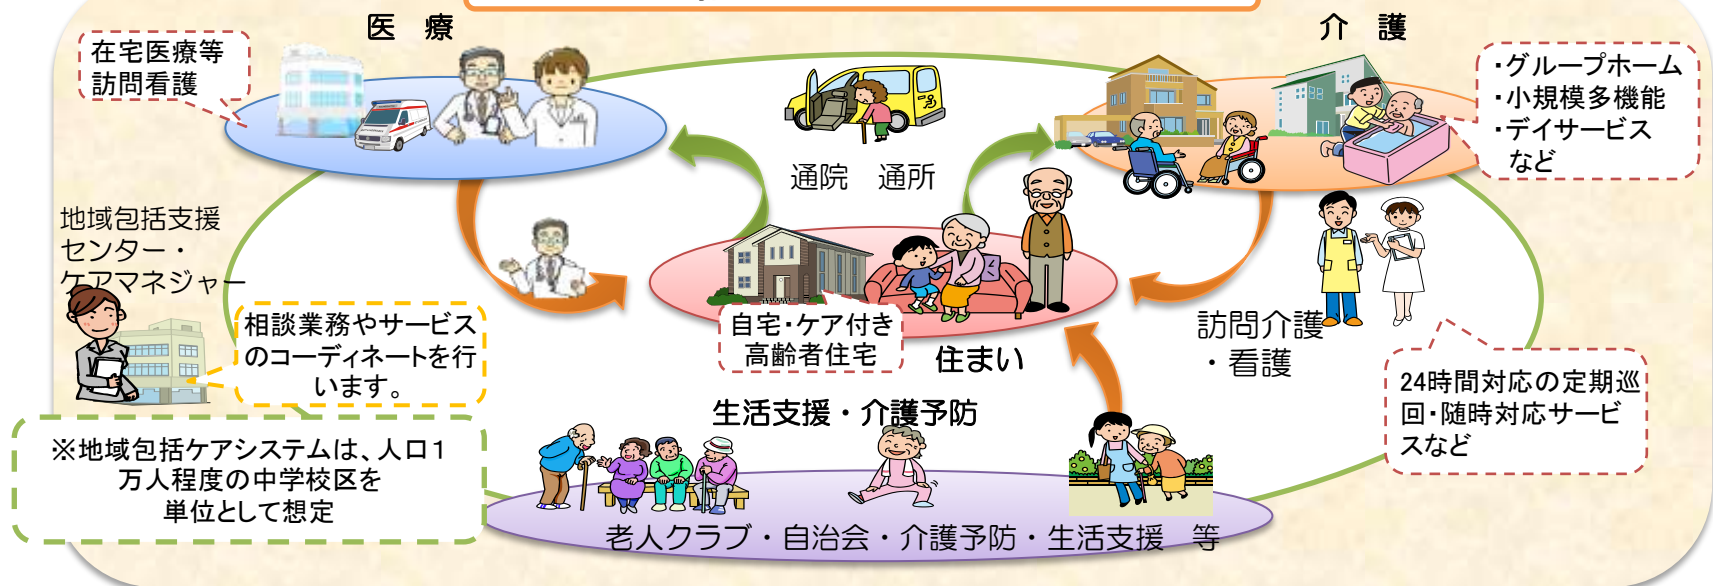 医 療
介 護
在宅医療等
訪問看護
・グループホーム
・小規模多機能
・デイサービス
など
通院 通所
地域包括支援
センター・
ケアマネジャー
相談業務やサービス
のコーディネートを行
います。
自宅・ケア付き
高齢者住宅
住まい
訪問介護
・看護
24時間対応の定期巡
回・随時対応サービ
スなど
生活支援・介護予防
※地域包括ケアシステムは、人口1
万人程度の中学校区を
単位として想定
老人クラブ・自治会・介護予防・生活支援 等